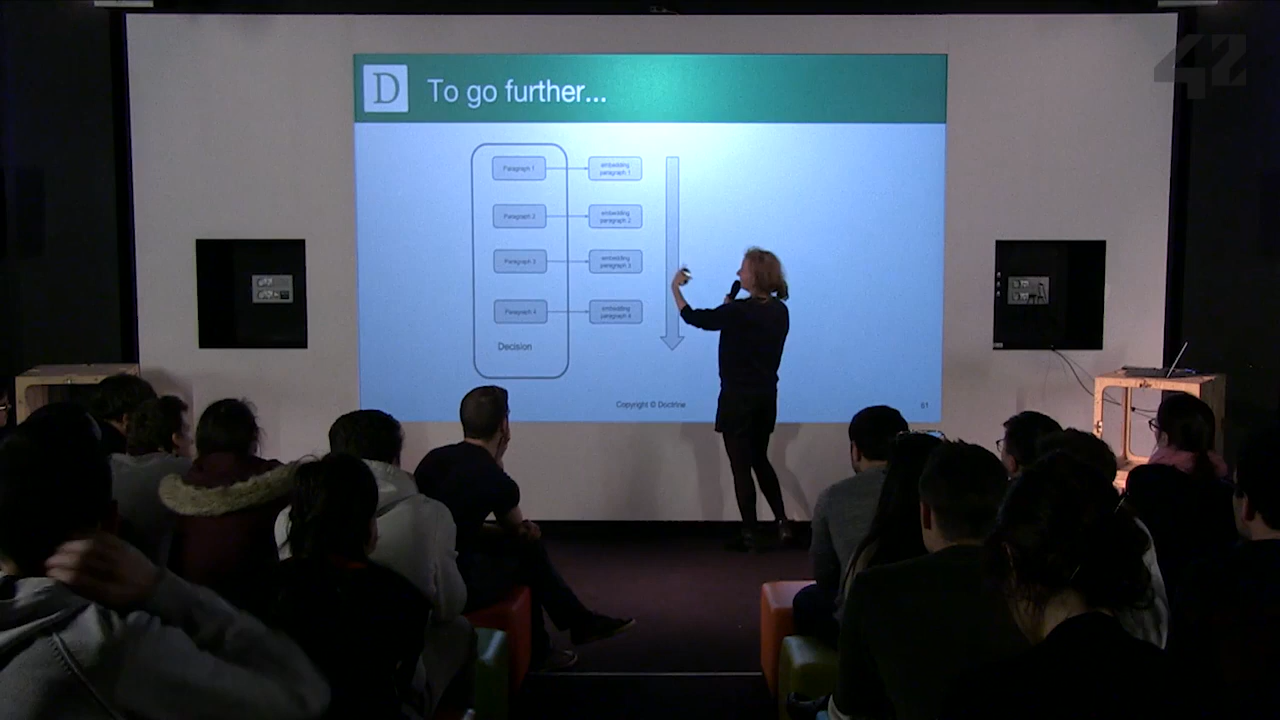 42
D
To go further...
Paragraph 1
embedding
paragraph 1
Paragraph 2
embedding
paragraph 2
Paragraph 3
embedding
paragraph 3
Paragraph 4
embedding
paragraph 4
Decision
Copyright © Doctrine
61